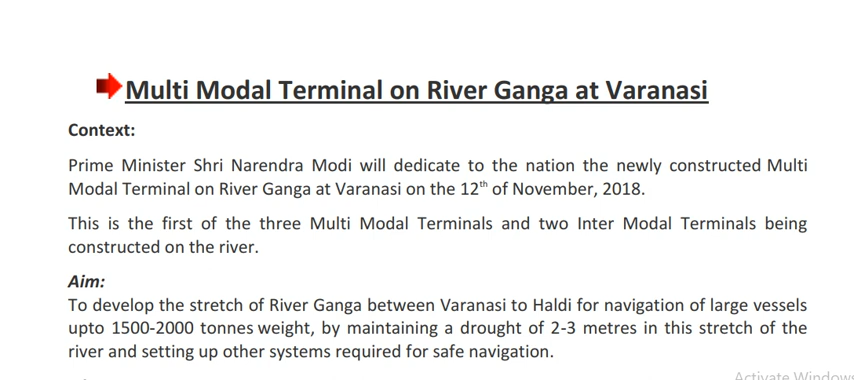 Multi Modal Terminal on River Ganga at Varanasi
Context:
Prime Minister Shri Narendra Modi will dedicate to the nation the newly constructed Multi
Modal Terminal on River Ganga at Varanasi on the 12th of November, 2018.
This is the first of the three Multi Modal Terminals and two Inter Modal Terminals being
constructed on the river.
Aim:
To develop the stretch of River Ganga between Varanasi to Haldi for navigation of large vessels
upto 1500-2000 tonnes weight, by maintaining a drought of 2-3 metres in this stretch of the
river and setting up other systems required for safe navigation.
Activate Windows